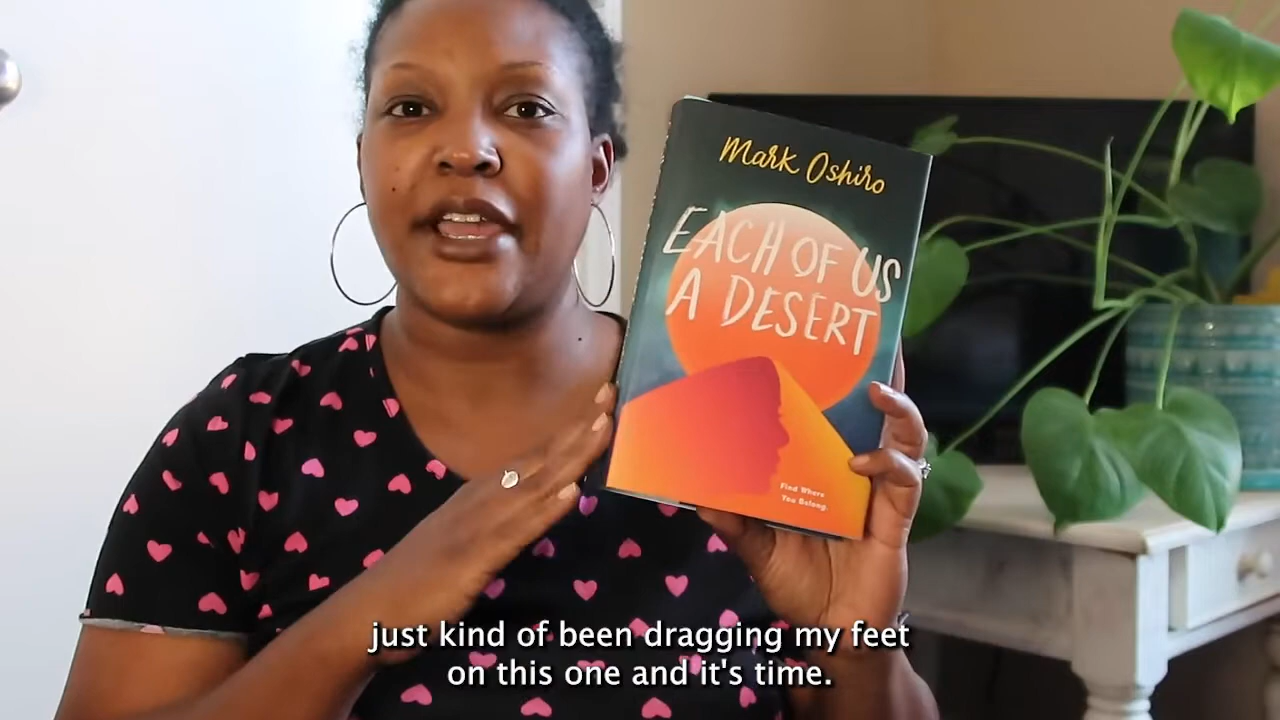 Mark Oshiro
EACH OF US
A DESERT
Find Where
You Belong.
just kind of been dragging my feet
on this one and it's time.